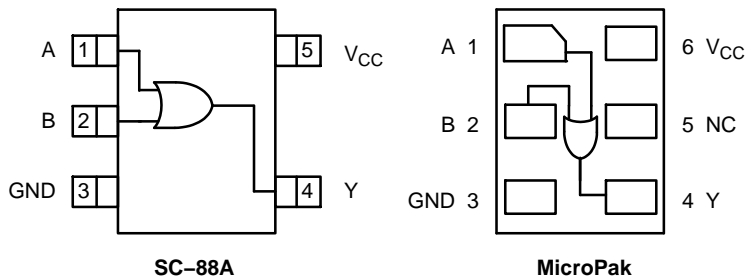 A 1
5 VCC
B 2
GND 3
4 Y
SC–88A
A 1
6 VCC
B 2
5 NC
GND 3
4 Y
MicroPak